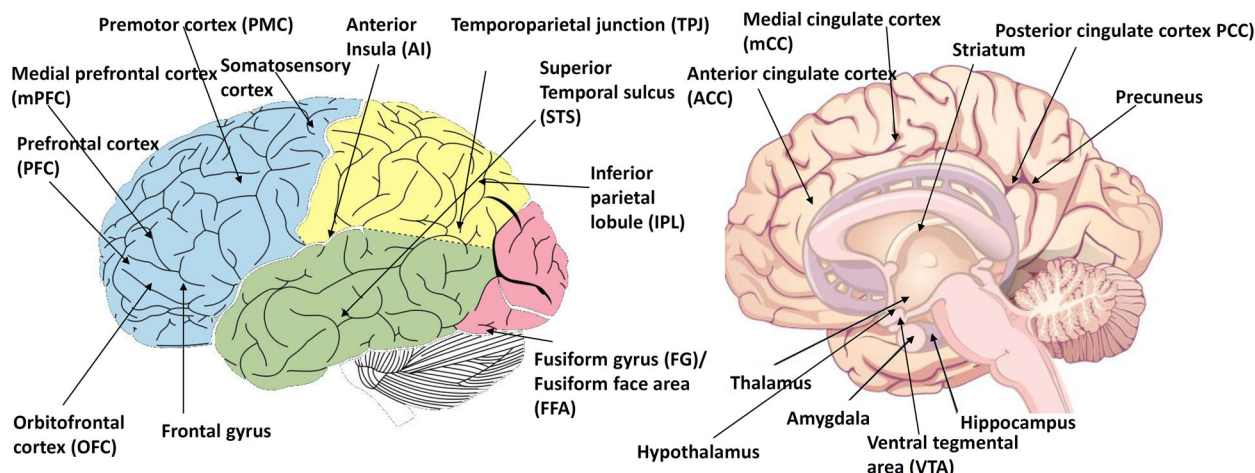 Premotor cortex (PMC)
Medial prefrontal cortex
(mPFC)
Prefrontal cortex
(PFC)
Somatosensory
cortex
Anterior
Insula (AI)
Temporoparietal junction (TPJ)
Superior
Temporal sulcus
(STS)
Inferior
parietal
lobule (IPL)
Fusiform gyrus (FG)/
Fusiform face area
(FFA)
Orbitofrontal
cortex (OFC)
Frontal gyrus
Medial cingulate cortex
(mCC)
Anterior cingulate cortex
(ACC)
Striatum
Posterior cingulate cortex PCC)
Precuneus
Thalamus
Hypothalamus
Amygdala
Ventral tegmental
area (VTA)
Hippocampus